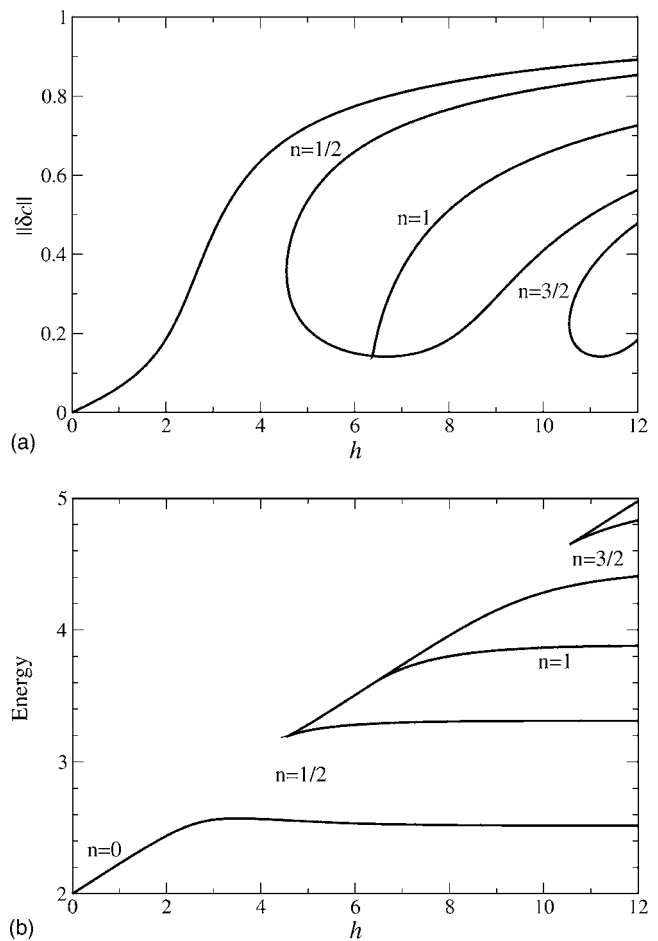 1
0.8
0.6
0.4
0.2
0
||δc||
n=1/2
n=1
n=3/2
0 2 4 6 8 10 12
(a)
h
5
4
3
2
Energy
n=3/2
n=1
n=1/2
n=0
0 2 4 6 8 10 12
(b)
h